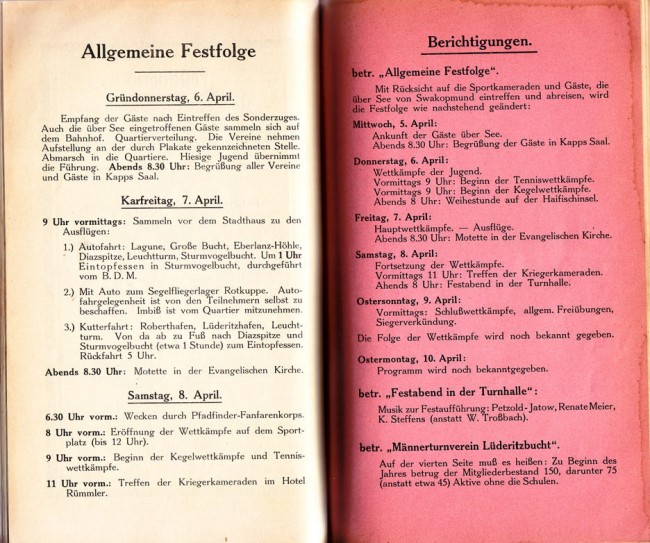 Allgemeine Festfolge
Gründonnerstag, 6. April.
Empfang der Gäste nach Eintreffen des Sonderzuges.
Auch die über See eingetroffenen Gäste sammeln sich auf
dem Bahnhof. Quartierverteilung. Die Vereine nehmen
Aufstellung an der durch Plakate gekennzeichneten Stelle.
Abmarsch in die Quartiere. Hiesige Jugend übernimmt
die Führung. Abends 8.30 Uhr: Begrüßung aller Vereine
und Gäste in Kapps Saal.
Karfreitag, 7. April.
9 Uhr vormittags: Sammeln vor dem Stadthaus zu den
Ausflügen:
1.) Autofahrt: Lagune, Große Bucht, Eberlanz-Höhle,
Diazspitze, Leuchtturm, Sturmvogelbucht. Um 1 Uhr
Eintopfessen in Sturmvogelbucht, durchgeführt
vom B. D. M.
2.) Mit Auto zum Segelfliegerlager Rotkuppe. Auto-
fahrgelegenheit ist von den Teilnehmern selbst zu
beschaffen. Imbiß ist vom Quartier mitzunehmen.
3.) Kutterfahrt: Roberthafen, Lüderitzhafen, Leucht-
turm. Von da ab zu Fuß nach Diazspitze und
Sturmvogelbucht (etwa 1 Stunde) zum Eintopfessen.
Rückfahrt 5 Uhr.
Abends 8.30 Uhr: Motette in der Evangelischen Kirche.
Samstag, 8. April.
6.30 Uhr vorm.: Wecken durch Pfadfinder-Fanfarenkorps.
8 Uhr vorm.: Eröffnung der Wettkämpfe auf dem Sport-
platz (bis 12 Uhr).
9 Uhr vorm.: Beginn der Kegelwettkämpfe und Tennis-
wettkämpfe.
11 Uhr vorm.: Treffen der Kriegerkameraden im Hotel
Rümmler.
Berichtigungen.
betr. „Allgemeine Festfolge“.
Mit Rücksicht auf die Sportkameraden und Gäste, die
über See von Swakopmund eintreffen und abreisen, wird
die Festfolge wie nachstehend geändert:
Mittwoch, 5. April:
Ankunft der Gäste über See.
Abends 8.30 Uhr: Begrüßung der Gäste in Kapps Saal.
Donnerstag, 6. April:
Wettkämpfe der Jugend.
Vormittags 9 Uhr: Beginn der Tenniswettkämpfe.
Vormittags 9 Uhr: Beginn der Kegelwettkämpfe.
Abends 8 Uhr: Weihestunde auf der Haifischinsel.
Freitag, 7. April:
Hauptwettkämpfe. — Ausflüge.
Abends 8.30 Uhr: Motette in der Evangelischen Kirche.
Samstag, 8. April:
Fortsetzung der Wettkämpfe.
Vormittags 11 Uhr: Treffen der Kriegerkameraden.
Ahends 8 Uhr: Festabend in der Turnhalle.
Ostersonntag, 9. April:
Vormittags: Schlußwettkämpfe, allgem. Freiübungen,
Siegerverkündung.
Die Folge der Wettkämpfe wird noch bekannt gegeben.
Ostermontag, 10. April:
Programm wird noch bekanntgegeben.
betr. „Festabend in der Turnhalle“:
Musik zur Festaufführung: Petzold-Jatow, Renate Meier,
K. Steffens (anstatt W. Troßbach).
betr. „Männerturnverein Lüderitzbucht“.
Auf der vierten Seite muß es heißen: Zu Beginn des
Jahres betrug der Mitgliederbestand 150, darunter 75
(anstatt etwa 45) Aktive ohne die Schulen.